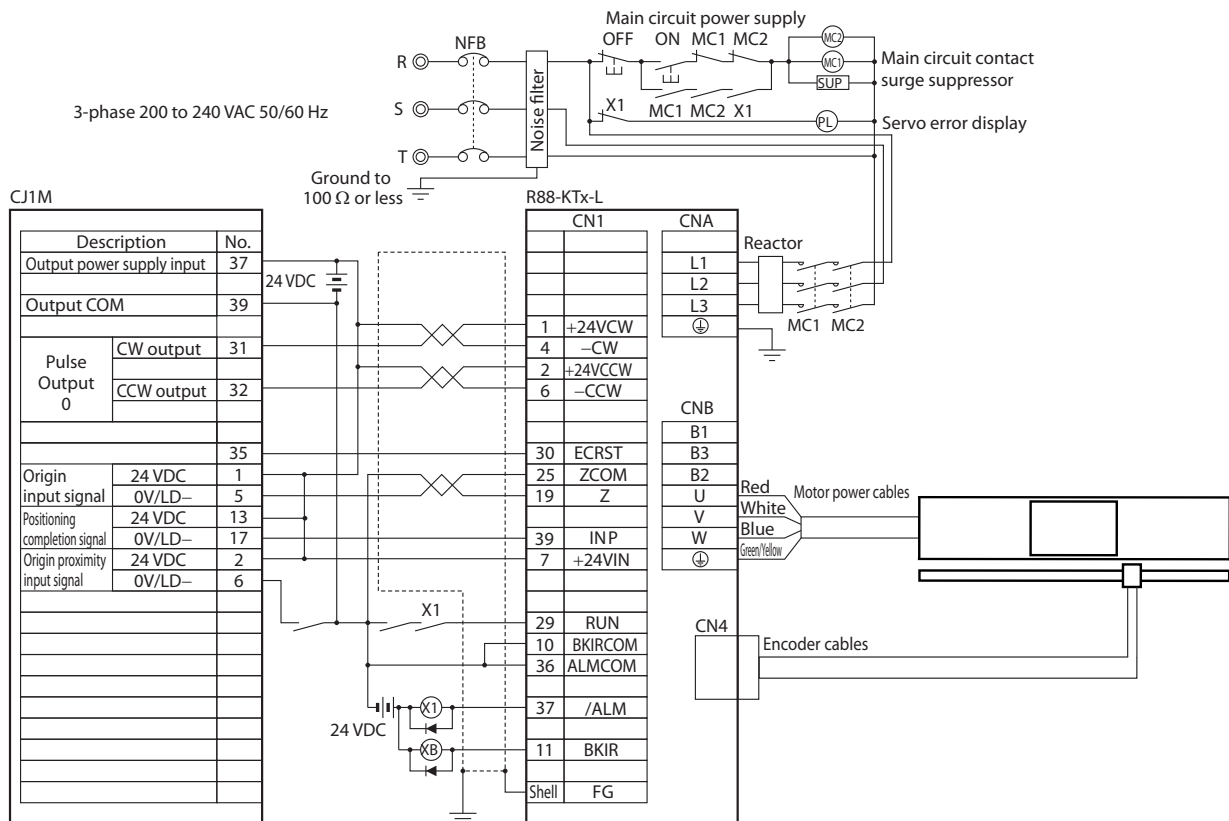 Main circuit power supply
OFF ON MC1 MC2
MC2
NFB
R
MC1
Main circuit contact
surge suppressor
SUP
Noise filter
3-phase 200 to 240 VAC 50/60 Hz
S
X1 MC1 MC2 X1
PL
Servo error display
T
Ground to
100 Ω or less
CJ1M
R88-KTx-L
CN1 CNA
Description No.
Output power supply input 37
24 VDC
Output COM 39
Reactor
L1
L2
L3
MC1 MC2
1 +24VCW
Pulse
Output
0
CW output 31
4 −CW
2 +24VCCW
CCW output 32
6 −CCW
CNB
B1
35
30 ECRST B3
Origin
input signal
24 VDC 1
25 ZCOM B2
0V/LD− 5
19 Z U
Red
Motor power cables
Positioning
completion signal
24 VDC 13
V
White
0V/LD− 17
39 INP W
Blue
Origin proximity
input signal
24 VDC 2
7 +24VIN
Green/Yellow
0V/LD− 6
X1
29 RUN
CN4
10 BKIRCOM
Encoder cables
36 ALMCOM
24 VDC
X1
37 /ALM
XB
11 BKIR
Shell FG